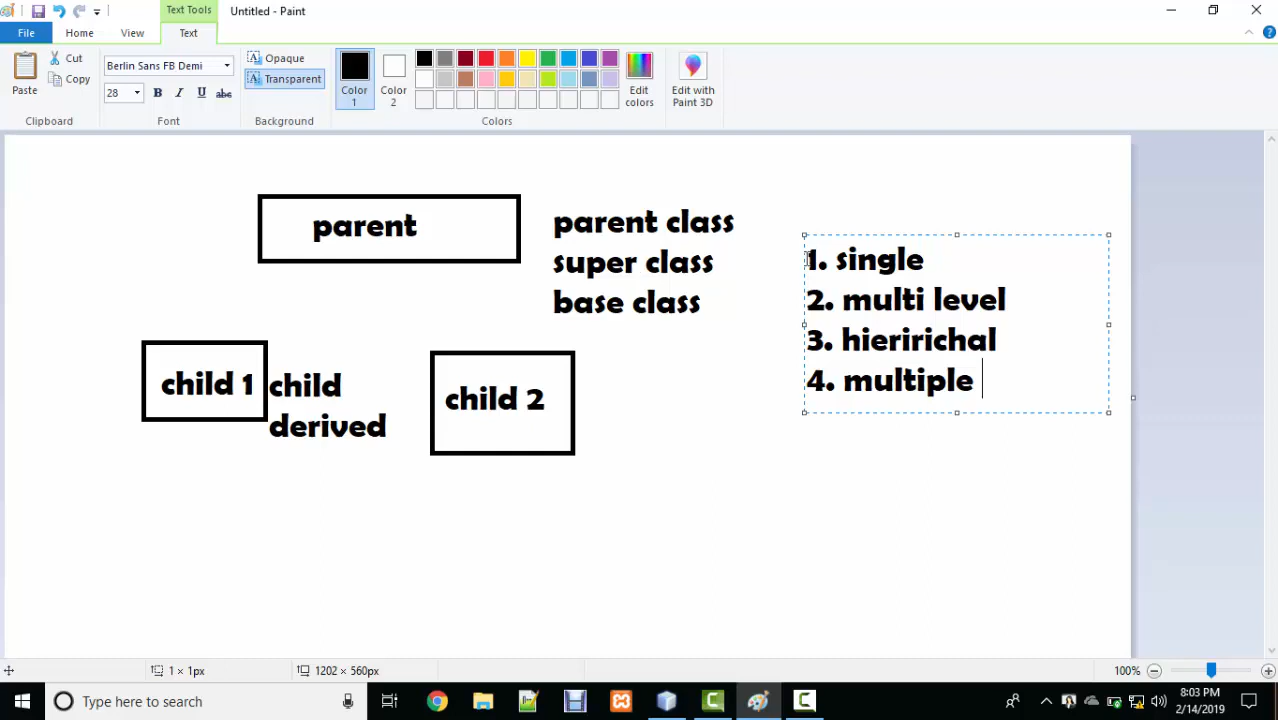 Text Tools
Untitled - Paint
File
Home
View
Text
Paste
Cut
Copy
Clipboard
Berlin Sans FB Demi
28
B
I
U
abc
Font
Opaque
Transparent
Background
Color
1
Color
2
Edit
colors
Colors
Edit with
Paint 3D
parent
parent class
super class
base class
child 1
child
derived
child 2
1. single
2. multi level
3. hieririchal
4. multiple
1 × 1px
1202 × 560px
100%
Type here to search
8:03 PM
2/14/2019